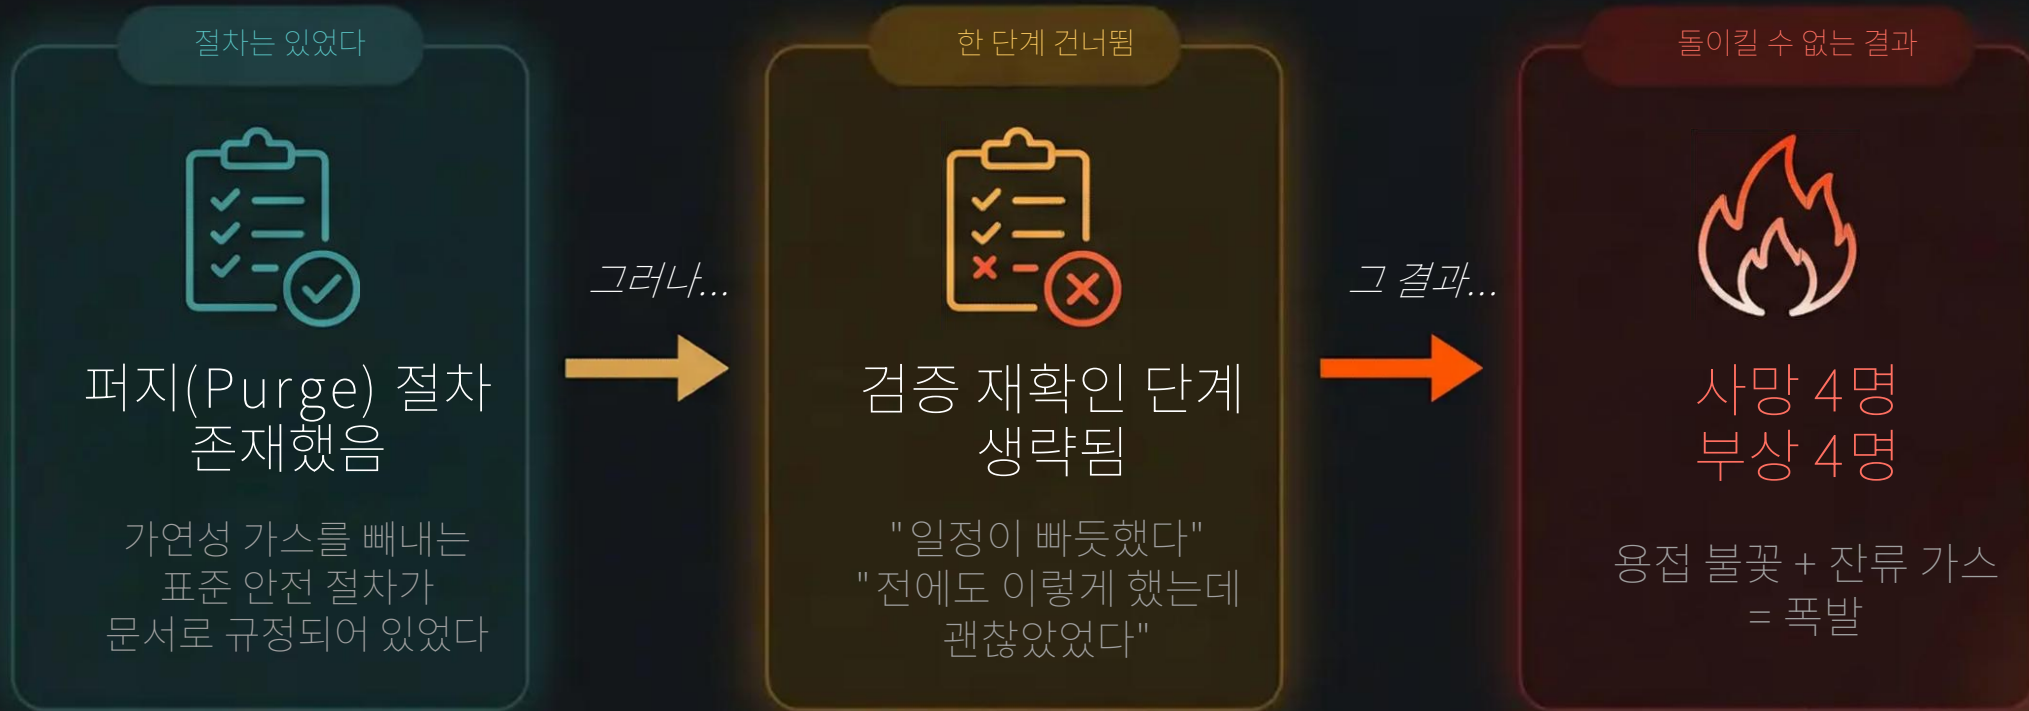 절차는 있었다
퍼지(Purge) 절차
존재했음
가연성 가스를 빼내는
표준 안전 절차가
문서로 규정되어 있었다
그러나...
한 단계 건너뜀
검증 재확인 단계
생략됨
"일정이 빠듯했다"
"전에도 이렇게 했는데
괜찮았었다"
그 결과...
돌이킬 수 없는 결과
사망 4명
부상 4명
용접 불꽃 + 잔류 가스
= 폭발